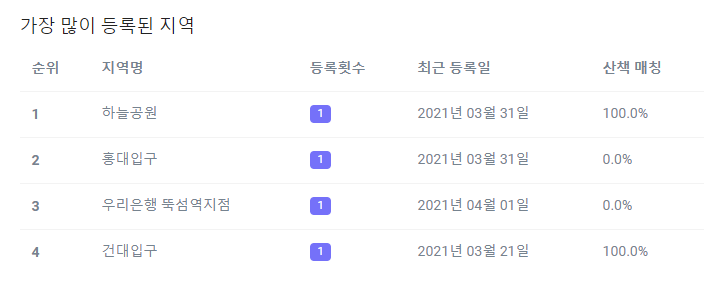 가장 많이 등록된 지역
순위 지역명 등록횟수 최근 등록일 산책 매칭
1 하늘공원 1 2021년 03월 31일 100.0%
2 홍대입구 1 2021년 03월 31일 0.0%
3 우리은행 뚝섬역지점 1 2021년 04월 01일 0.0%
4 건대입구 1 2021년 03월 21일 100.0%